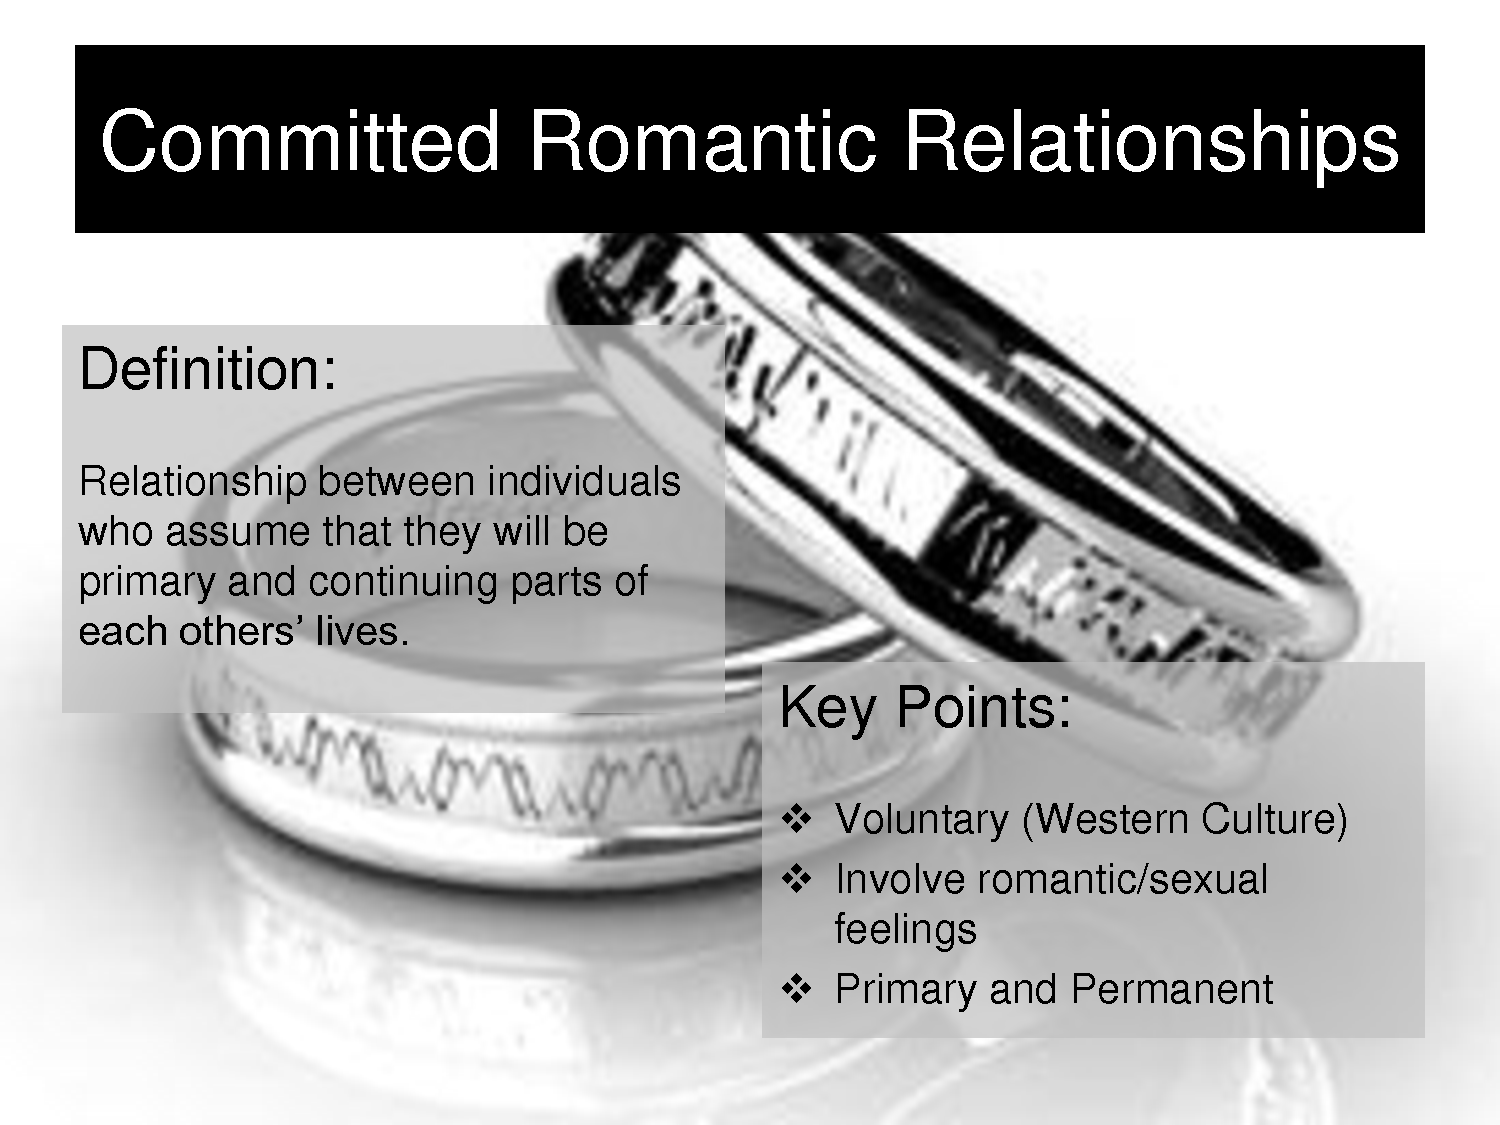 Committed Romantic Relationships
Definition:
Relationship between individuals
who assume that they will be
primary and continuing parts of
each others’ lives.
Key Points:
❖ Voluntary (Western Culture)
❖ Involve romantic/sexual
feelings
❖ Primary and Permanent